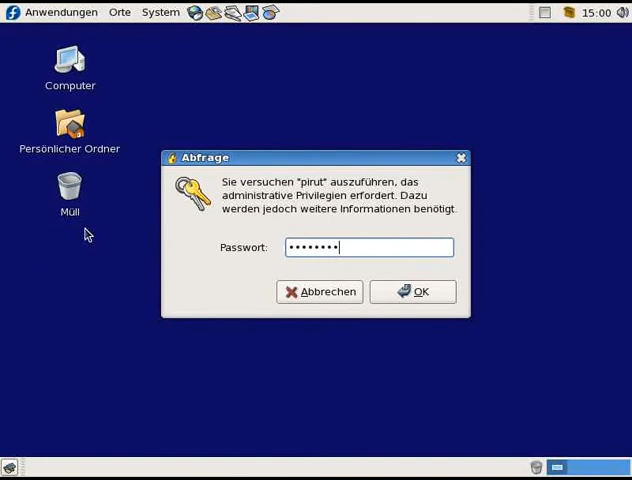 Anwendungen Orte System 15:00
Computer
Persönlicher Ordner
Müll
Abfrage
Sie versuchen "pirut" auszuführen, das
administrative Privilegien erfordert. Dazu
werden jedoch weitere Informationen benötigt.
Passwort: ••••••••
Abbrechen OK